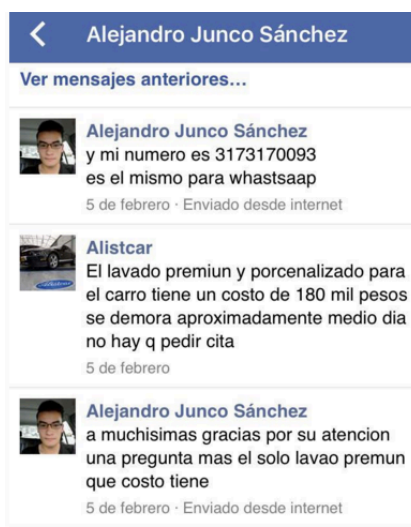 Alejandro Junco Sánchez
Ver mensajes anteriores...
Alejandro Junco Sánchez
y mi numero es 3173170093
es el mismo para whastsaap
5 de febrero · Enviado desde internet
Alistcar
El lavado premiun y porcenalizado para
el carro tiene un costo de 180 mil pesos
se demora aproximadamente medio dia
no hay q pedir cita
5 de febrero
Alejandro Junco Sánchez
a muchisimas gracias por su atencion
una pregunta mas el solo lavao premun
que costo tiene
5 de febrero · Enviado desde internet